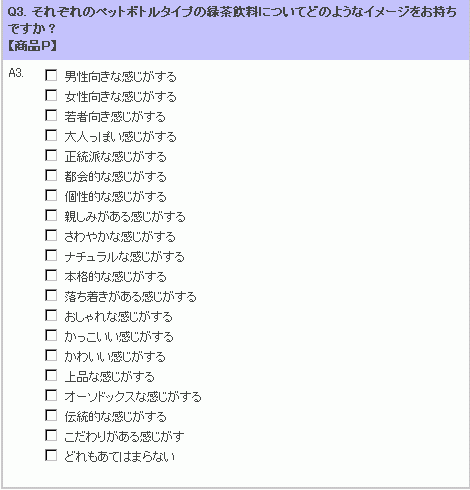 Q3. それぞれのペットボトルタイプの緑茶飲料についてどのようなイメージをお持ち
ですか？
【商品P】
A3.
男性向きな感じがする
女性向きな感じがする
若者向き感じがする
大人っぽい感じがする
正統派な感じがする
都会的な感じがする
個性的な感じがする
親しみがある感じがする
さわやかな感じがする
ナチュラルな感じがする
本格的な感じがする
落ち着きがある感じがする
おしゃれな感じがする
かっこいい感じがする
かわいい感じがする
上品な感じがする
オーソドックスな感じがする
伝統的な感じがする
こだわりがある感じがす
どれもあてはまらない